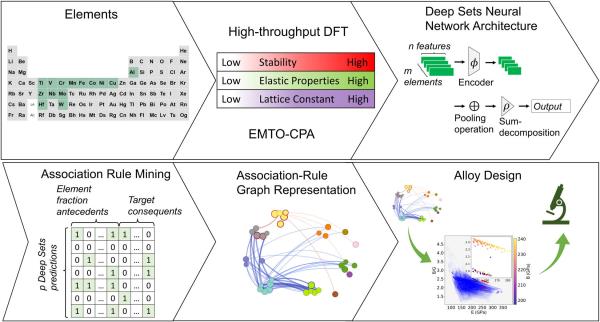 Elements
H He
Li Be B C N O F Ne
Na Mg Al Si P S Cl Ar
K Ca Sc Ti V Cr Mn Fe Co Ni Cu Zn Ga Ge As Se Br Kr
Rb Sr Y Zr Nb Mo Tc Ru Rh Pd Ag Cd In Sn Sb Te I Xe
Cs Ba Hf Ta W Re Os Ir Pt Au Hg Tl Pb Bi Po At Rn
Fr Ra Rf Db Sg Bh Hs Mt Ds Rg Cn Nh Fl Mc Lv Ts Og
High-throughput DFT
Low Stability High
Low Elastic Properties High
Low Lattice Constant High
EMTO-CPA
Deep Sets Neural
Network Architecture
n features
m
elements
ϕ
Encoder
⊕
Pooling
operation
ρ
Sum-
decomposition
Output
Association Rule Mining
Element
fraction
antecedents
Target
consequents
p Deep Sets
predictions
1 0 ... 1 1 ... 0
0 0 ... 0 0 ... 0
0 1 ... 0 0 ... 1
0 0 ... 1 0 ... 0
1 1 ... 0 0 ... 1
0 0 ... 0 1 ... 0
1 0 ... 1 0 ... 1
Association-Rule
Graph Representation
Alloy Design
B/G
4.5
4.0
3.5
3.0
2.5
2.0
1.5
100 150 200 250 300 350
E (GPa)
240
230
220
210
200
B (GPa)